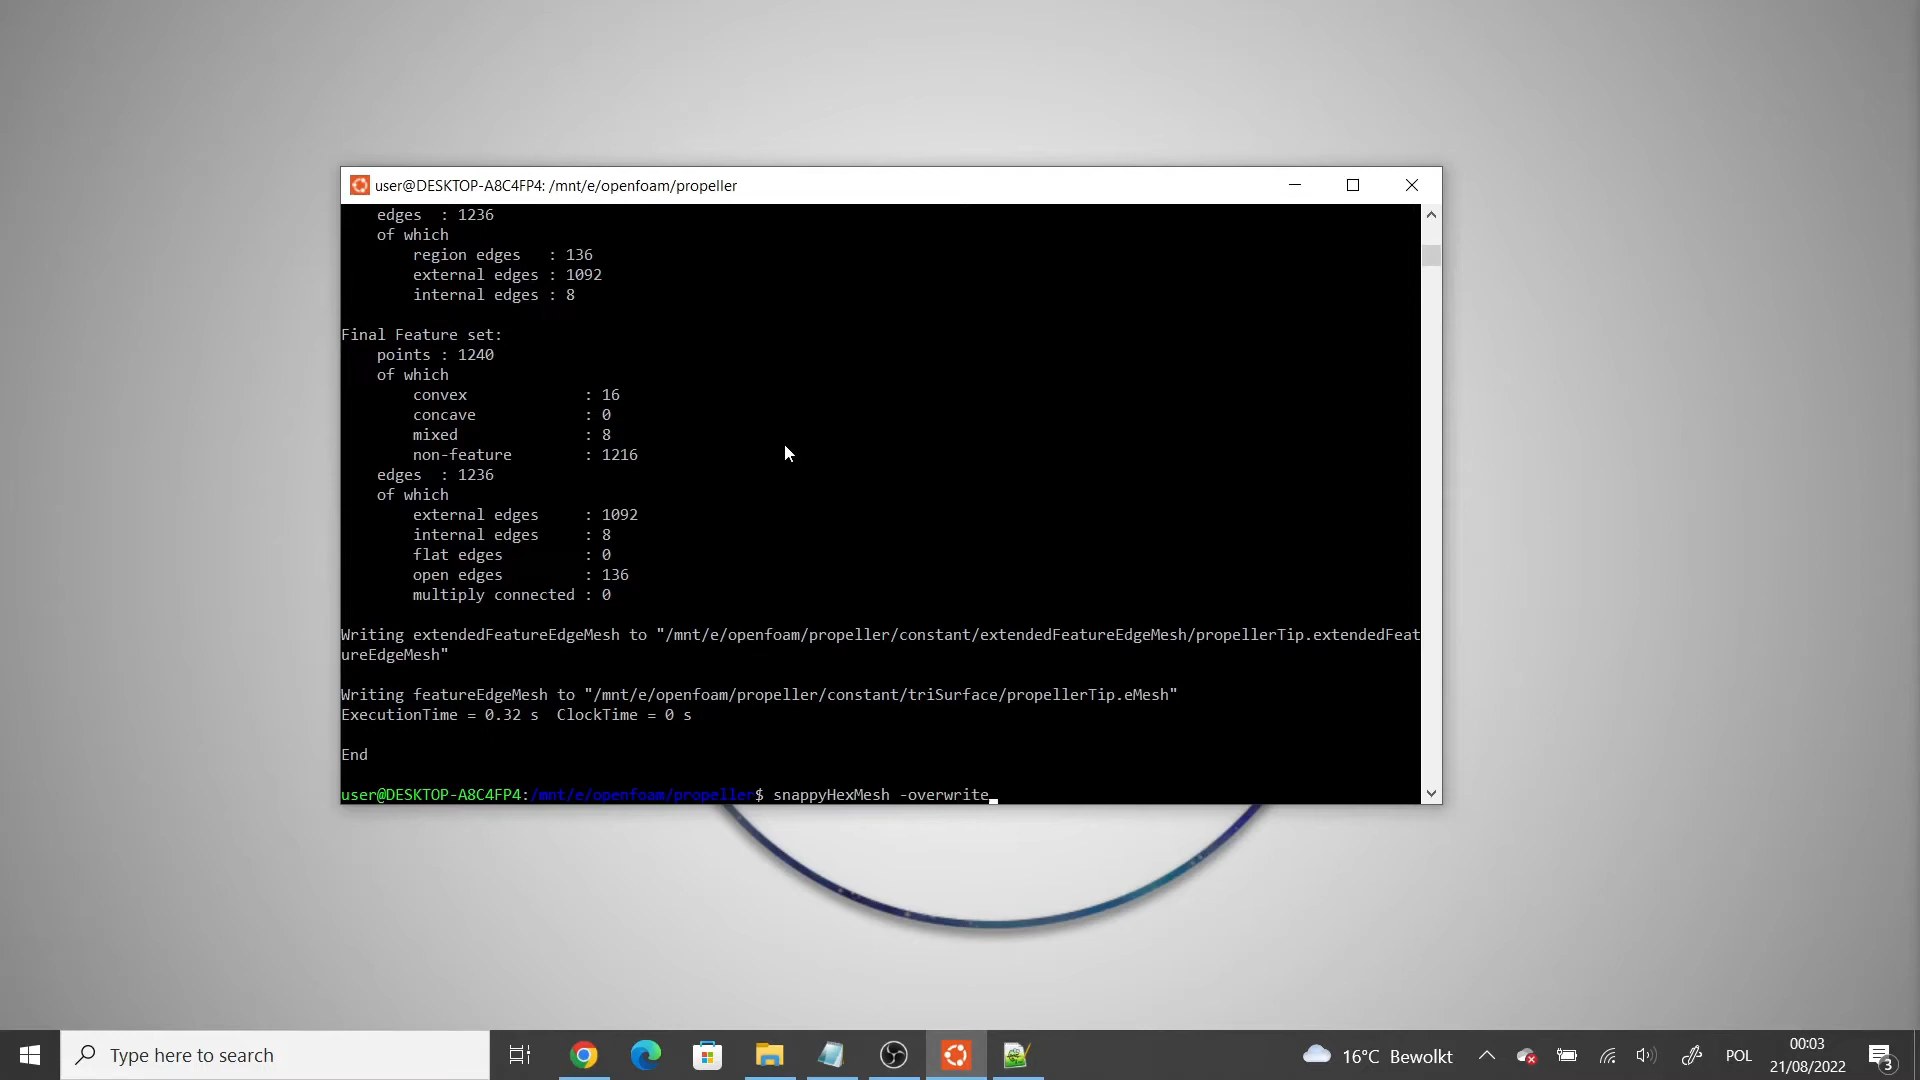 user@DESKTOP-A8C4FP4: /mnt/e/openfoam/propeller
edges : 1236
of which
region edges : 136
external edges : 1092
internal edges : 8
Final Feature set:
points : 1240
of which
convex : 16
concave : 0
mixed : 8
non-feature : 1216
edges : 1236
of which
external edges : 1092
internal edges : 8
flat edges : 0
open edges : 136
multiply connected : 0
Writing extendedFeatureEdgeMesh to "/mnt/e/openfoam/propeller/constant/extendedFeatureEdgeMesh/propellerTip.extendedFeat
ureEdgeMesh"
Writing featureEdgeMesh to "/mnt/e/openfoam/propeller/constant/triSurface/propellerTip.eMesh"
ExecutionTime = 0.32 s ClockTime = 0 s
End
user@DESKTOP-A8C4FP4:/mnt/e/openfoam/propeller$ snappyHexMesh -overwrite
Type here to search
16°C Bewolkt
POL
00:03
21/08/2022
3